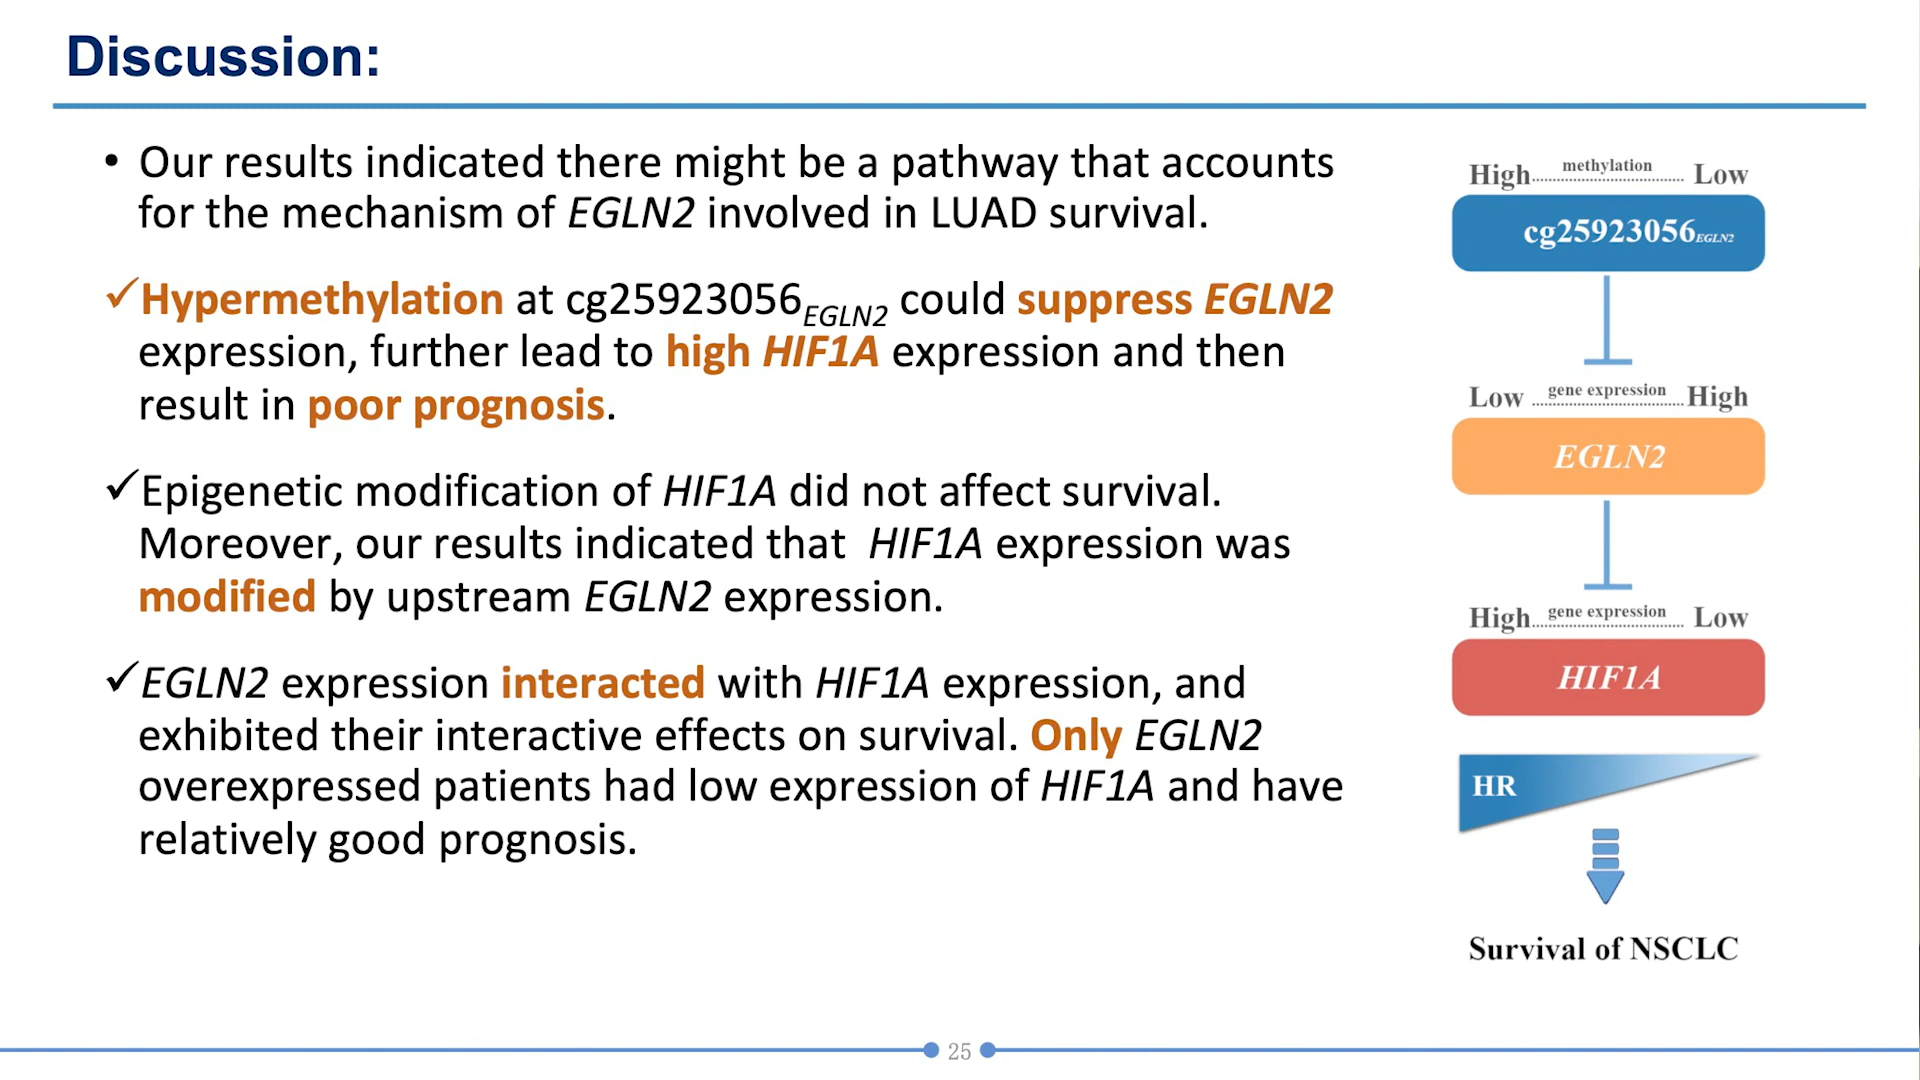 Discussion:
• Our results indicated there might be a pathway that accounts
for the mechanism of EGLN2 involved in LUAD survival.
✓Hypermethylation at cg25923056EGLN2 could suppress EGLN2
expression, further lead to high HIF1A expression and then
result in poor prognosis.
✓Epigenetic modification of HIF1A did not affect survival.
Moreover, our results indicated that HIF1A expression was
modified by upstream EGLN2 expression.
✓EGLN2 expression interacted with HIF1A expression, and
exhibited their interactive effects on survival. Only EGLN2
overexpressed patients had low expression of HIF1A and have
relatively good prognosis.
High methylation Low
cg25923056EGLN2
Low gene expression High
EGLN2
High gene expression Low
HIF1A
HR
Survival of NSCLC
25